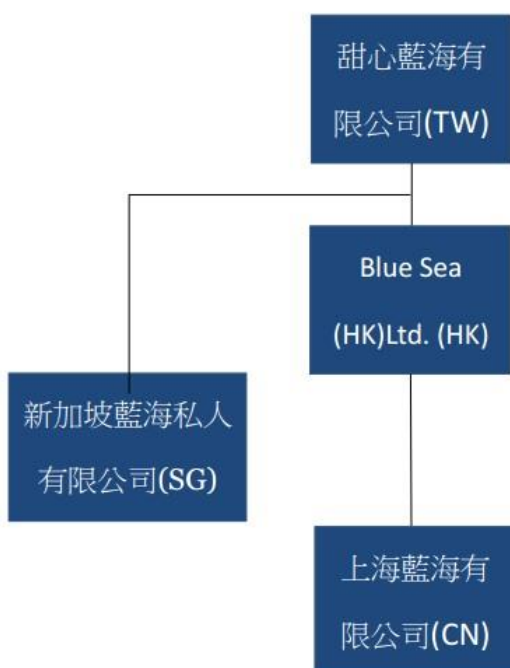 甜心藍海有
限公司(TW)
Blue Sea
(HK)Ltd. (HK)
新加坡藍海私人
有限公司(SG)
上海藍海有
限公司(CN)